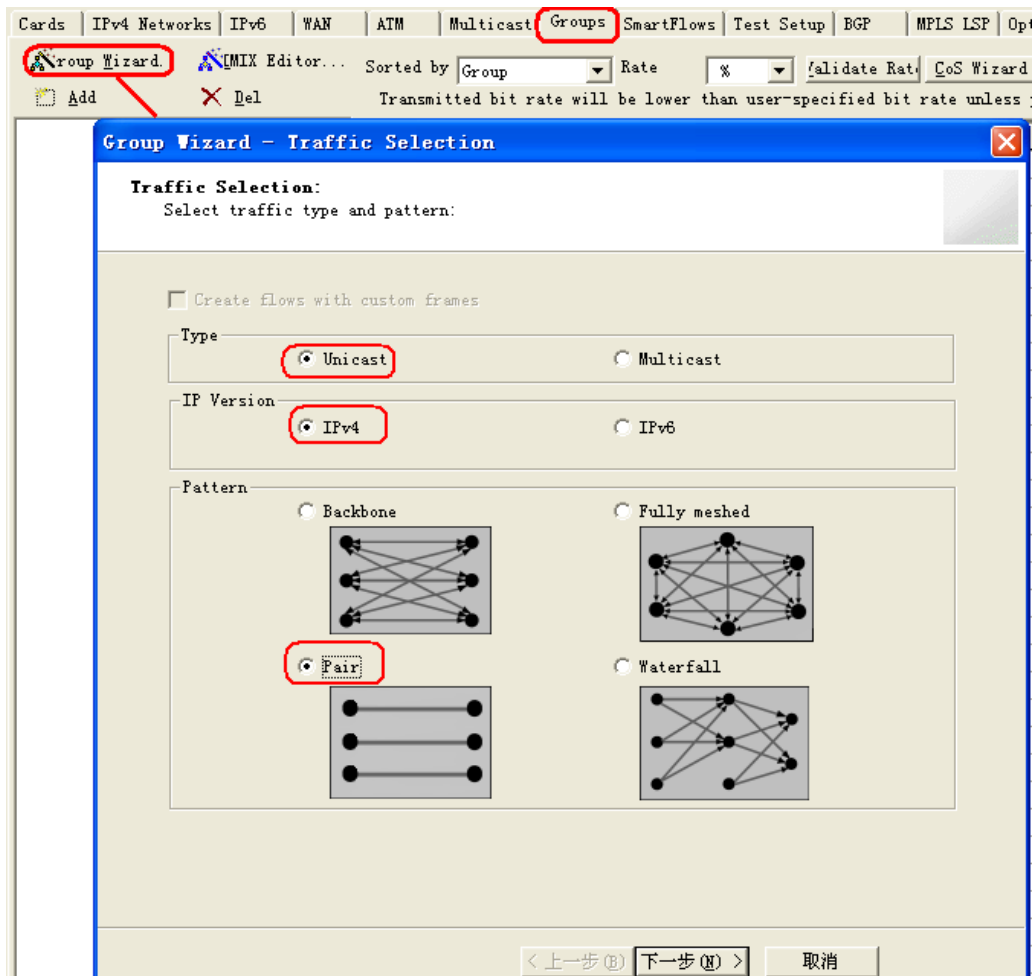 Cards IPv4 Networks IPv6 WAN ATM Multicast Groups SmartFlows Test Setup BGP MPLS LSP Opt
roup Wizard. IMIX Editor... Sorted by Group Rate % Validate Rat CoS Wizard
Add Del Transmitted bit rate will be lower than user-specified bit rate unless
Group Wizard - Traffic Selection
Traffic Selection:
Select traffic type and pattern:
Create flows with custom frames
Type
Unicast Multicast
IP Version
IPv4 IPv6
Pattern
Backbone Fully meshed
Pair Waterfall
< 上一步(B) 下一步(N) > 取消